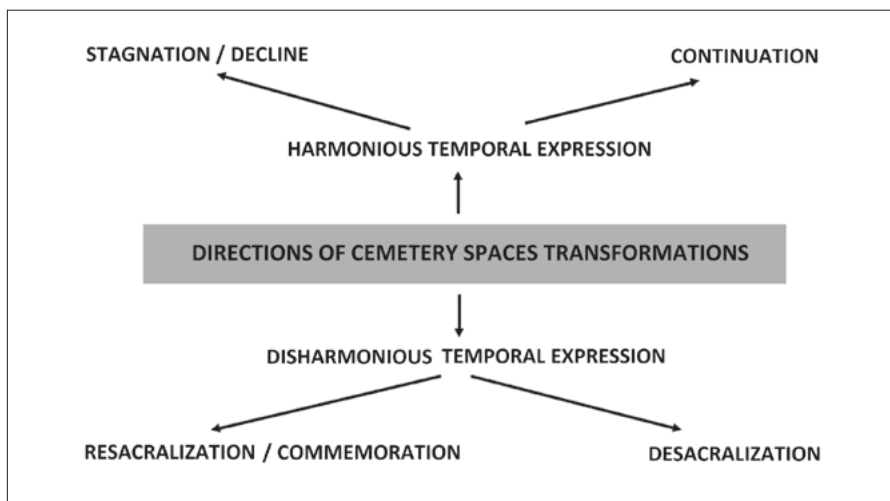 STAGNATION / DECLINE
CONTINUATION
HARMONIOUS TEMPORAL EXPRESSION
DIRECTIONS OF CEMETERY SPACES TRANSFORMATIONS
DISHARMONIOUS TEMPORAL EXPRESSION
RESACRALIZATION / COMMEMORATION
DESACRALIZATION